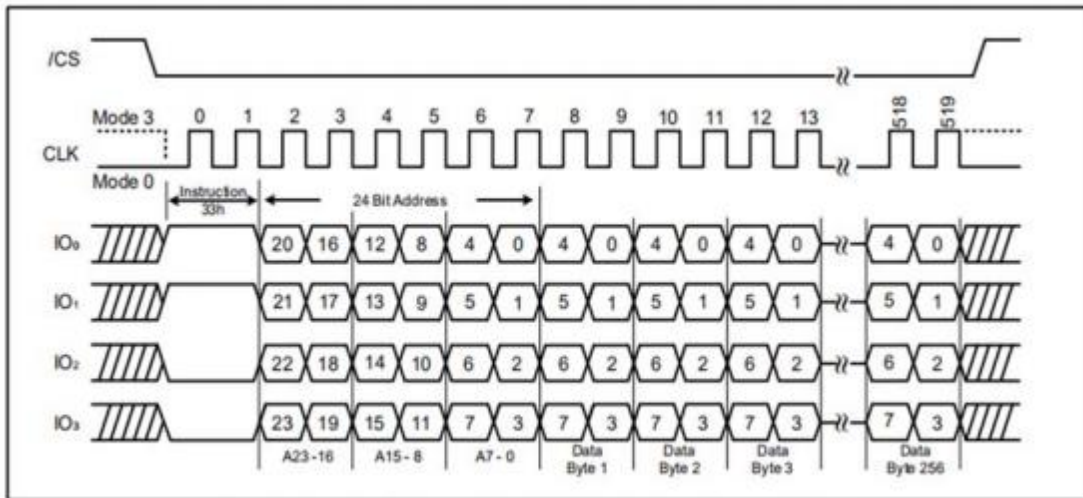 /CS
Mode 3 0 1 2 3 4 5 6 7 8 9 10 11 12 13 518 519
CLK
Mode 0
Instruction 33h 24 Bit Address
IO₀ 20 16 12 8 4 0 4 0 4 0 4 0 4 0
IO₁ 21 17 13 9 5 1 5 1 5 1 5 1 5 1
IO₂ 22 18 14 10 6 2 6 2 6 2 6 2 6 2
IO₃ 23 19 15 11 7 3 7 3 7 3 7 3 7 3
A23-16 A15-8 A7-0 Data Data Data Data
Byte 1 Byte 2 Byte 3 Byte 256